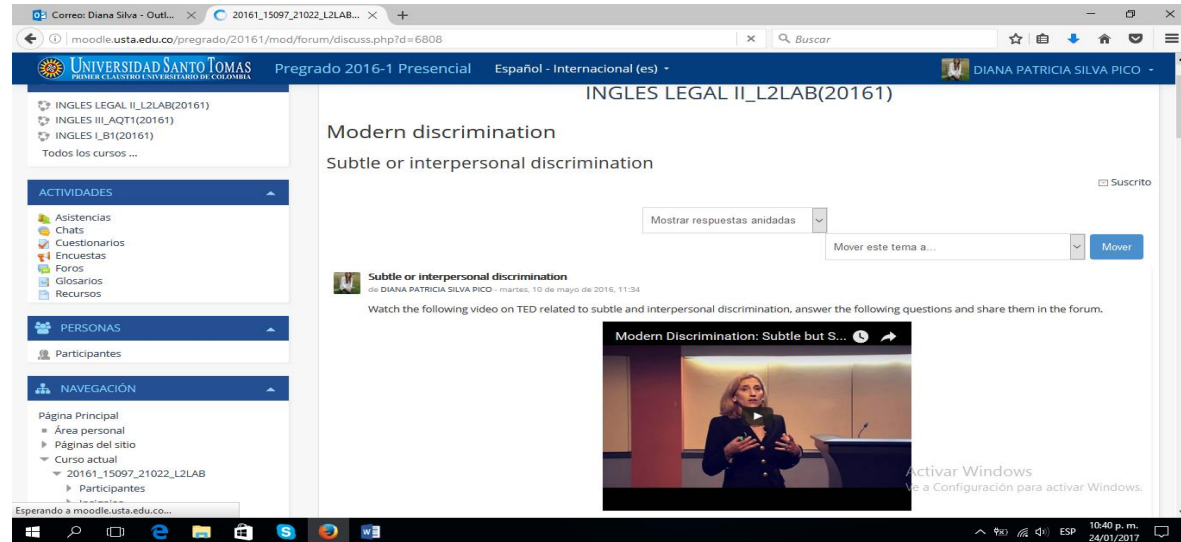 Correo: Diana Silva - Outl...
20161_15097_21022_L2LAB...
moodle.usta.edu.co/pregrado/20161/mod/forum/discuss.php?d=6808
Buscar
UNIVERSIDAD SANTO TOMAS
PRIMER CLAUSTRO UNIVERSITARIO DE COLOMBIA
Pregrado 2016-1 Presencial
Español - Internacional (es)
DIANA PATRICIA SILVA PICO
INGLES LEGAL II_L2LAB(20161)
INGLES III_AQT1(20161)
INGLES I_B1(20161)
Todos los cursos ...
ACTIVIDADES
Asistencias
Chats
Cuestionarios
Encuestas
Foros
Glosarios
Recursos
PERSONAS
Participantes
NAVEGACIÓN
Página Principal
Área personal
Páginas del sitio
Curso actual
20161_15097_21022_L2LAB
Participantes
Esperando a moodle.usta.edu.co...
INGLES LEGAL II_L2LAB(20161)
Modern discrimination
Subtle or interpersonal discrimination
Suscrito
Mostrar respuestas anidadas
Mover este tema a...
Mover
Subtle or interpersonal discrimination
de DIANA PATRICIA SILVA PICO - martes, 10 de mayo de 2016, 11:34
Watch the following video on TED related to subtle and interpersonal discrimination, answer the following questions and share them in the forum.
Modern Discrimination: Subtle but S...
Activar Windows
Ve a Configuración para activar Windows.
ESP
10:40 p. m.
24/01/2017